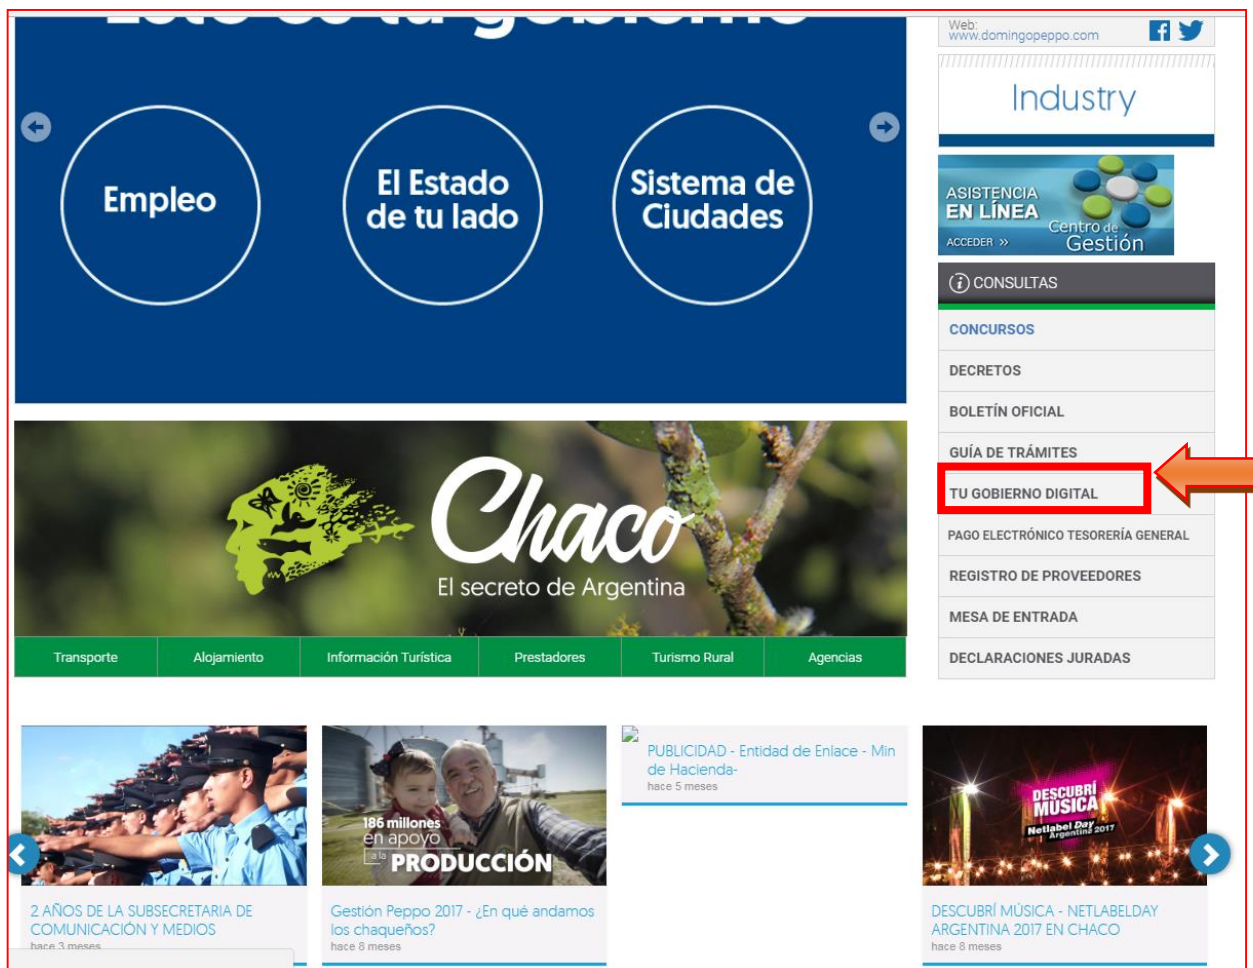 Este es tu gobierno
Empleo
El Estado
de tu lado
Sistema de
Ciudades
Web:
www.domingopeppo.com
Industry
ASISTENCIA
EN LÍNEA
ACCEDER »
Centro de
Gestión
CONSULTAS
CONCURSOS
DECRETOS
BOLETÍN OFICIAL
GUÍA DE TRÁMITES
TU GOBIERNO DIGITAL
PAGO ELECTRÓNICO TESORERÍA GENERAL
REGISTRO DE PROVEEDORES
MESA DE ENTRADA
DECLARACIONES JURADAS
Chaco
El secreto de Argentina
Transporte
Alojamiento
Información Turística
Prestadores
Turismo Rural
Agencias
2 AÑOS DE LA SUBSECRETARIA DE
COMUNICACIÓN Y MEDIOS
hace 3 meses
186 millones
en apoyo
a la
PRODUCCIÓN
Gestión Peppo 2017 - ¿En qué andamos
los chaqueños?
hace 8 meses
PUBLICIDAD - Entidad de Enlace - Min
de Hacienda-
hace 5 meses
DESCUBRÍ
MÚSICA
Netlabel Day
Argentina 2017
DESCUBRÍ MÚSICA - NETLABELDAY
ARGENTINA 2017 EN CHACO
hace 8 meses